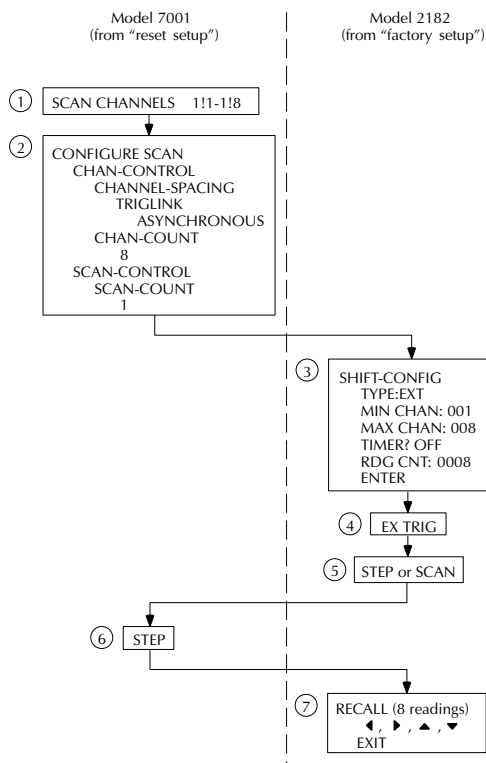 Model 7001
(from “reset setup”)
Model 2182
(from “factory setup”)
1
SCAN CHANNELS 1!1-1!8
2
CONFIGURE SCAN
CHAN-CONTROL
CHANNEL-SPACING
TRIGLINK
ASYNCHRONOUS
CHAN-COUNT
8
SCAN-CONTROL
SCAN-COUNT
1
3
SHIFT-CONFIG
TYPE:EXT
MIN CHAN: 001
MAX CHAN: 008
TIMER? OFF
RDG CNT: 0008
ENTER
4
EX TRIG
5
STEP or SCAN
6
STEP
7
RECALL (8 readings)
◀ , ▶ , ▲ , ▼
EXIT